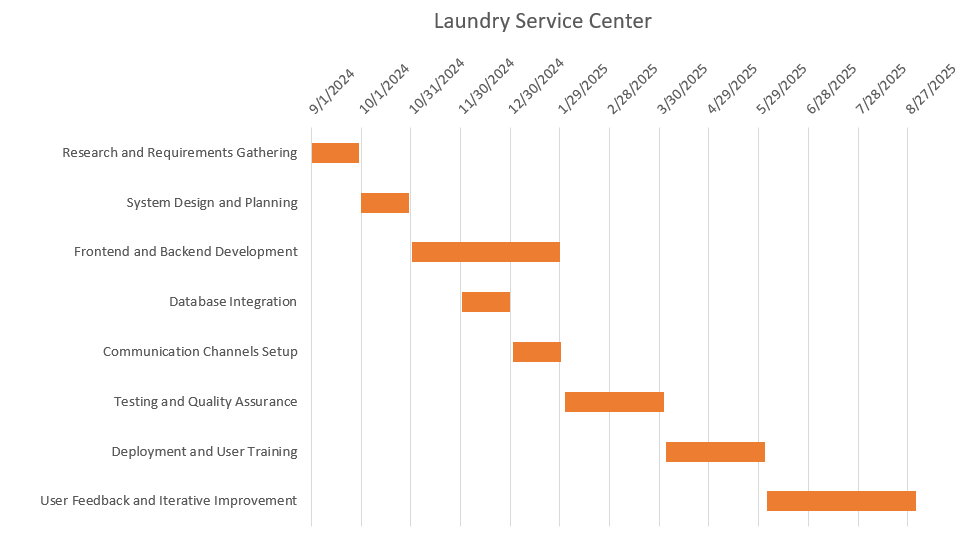 Laundry Service Center
9/1/2024
10/1/2024
10/31/2024
11/30/2024
12/30/2024
1/29/2025
2/28/2025
3/30/2025
4/29/2025
5/29/2025
6/28/2025
7/28/2025
8/27/2025
Research and Requirements Gathering
System Design and Planning
Frontend and Backend Development
Database Integration
Communication Channels Setup
Testing and Quality Assurance
Deployment and User Training
User Feedback and Iterative Improvement